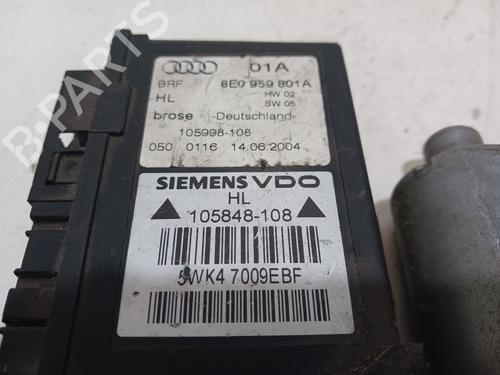 01A
BRF 8E0 959 801A
HL HW 02
SW 05
brose -Deutschland-
105998-108
050 0116 14.06.2004
SIEMENS VDO
HL
105848-108
5WK4 7009EBF
B-PARTS